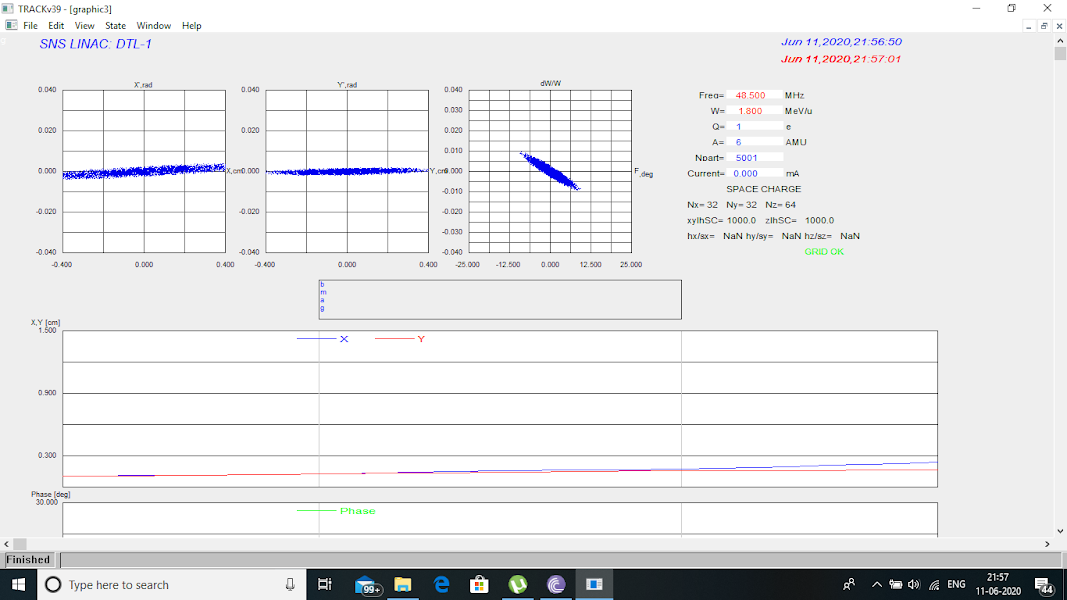 TRACKv39 - [graphic3]
File Edit View State Window Help
SNS LINAC: DTL-1
Jun 11,2020,21:56:50
Jun 11,2020,21:57:01
X',rad
Y',rad
dW/W
0.040 0.020 0.000 -0.020 -0.040
-0.400 0.000 0.400
X,cm
0.040 0.020 0.000 -0.020 -0.040
-0.400 0.000 0.400
Y,cm
0.040 0.030 0.020 0.010 0.000 -0.010 -0.020 -0.030 -0.040
-25.000 -12.500 0.000 12.500 25.000
F,deg
Freq= 48.500 MHz
W= 1.800 MeV/u
Q= 1 e
A= 6 AMU
Npart= 5001
Current= 0.000 mA
SPACE CHARGE
Nx= 32 Ny= 32 Nz= 64
xylhSC= 1000.0 zlhSC= 1000.0
hx/sx= NaN hy/sy= NaN hz/sz= NaN
GRID OK
b
m
a
g
X,Y [cm]
1.500
X Y
0.900
0.300
Phase [deg]
30.000
Phase
Finished
Type here to search
99+
ENG
21:57
11-06-2020
44